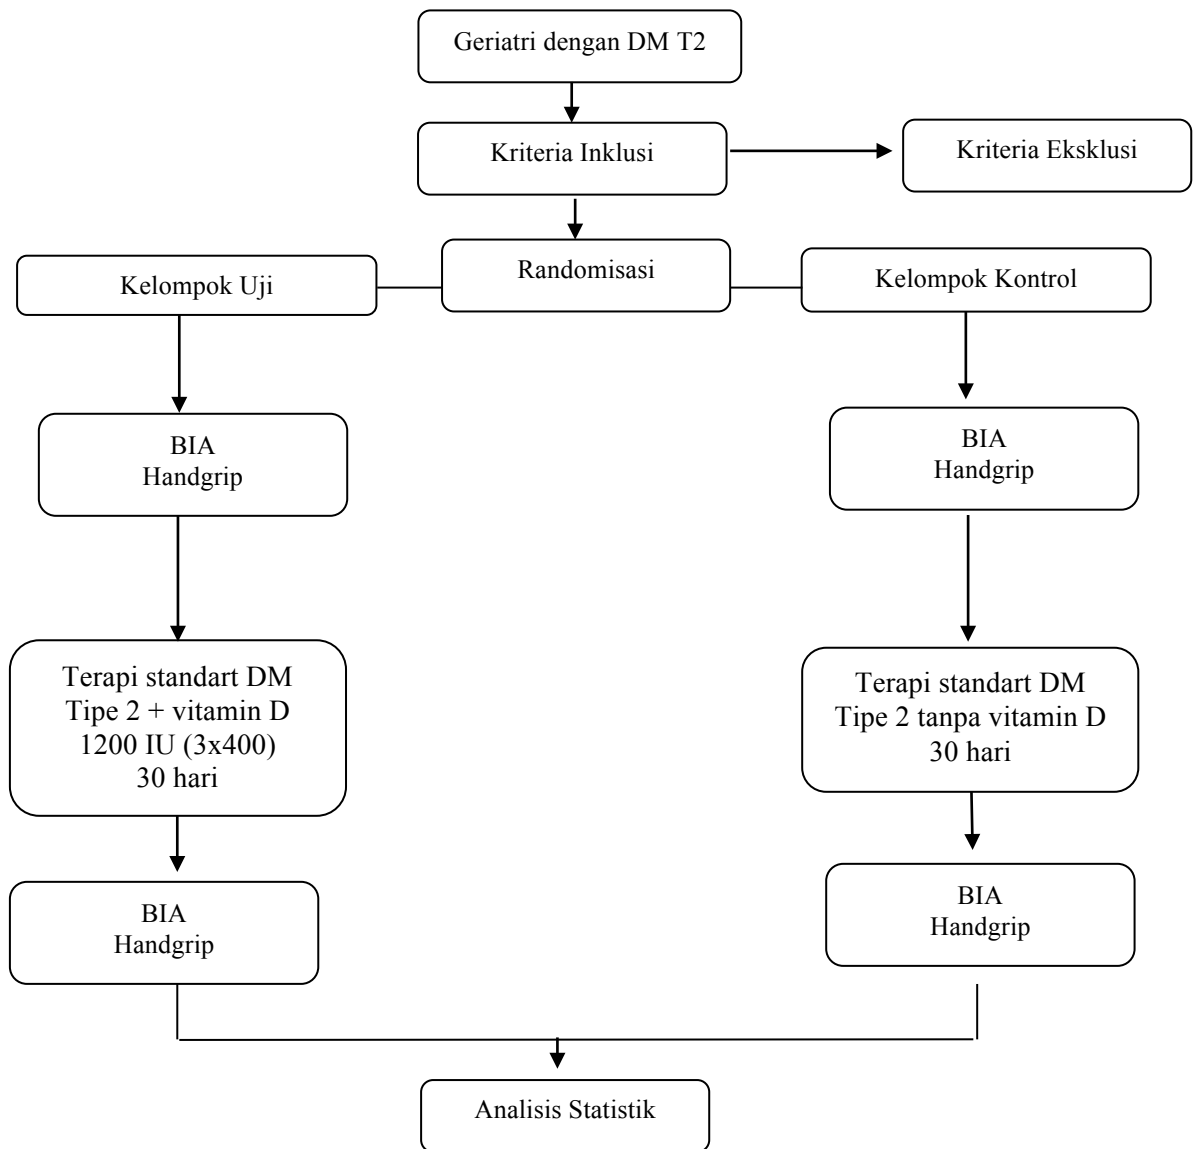 Geriatri dengan DM T2
Kriteria Inklusi
Kriteria Eksklusi
Randomisasi
Kelompok Uji
Kelompok Kontrol
BIA
Handgrip
BIA
Handgrip
Terapi standart DM
Tipe 2 + vitamin D
1200 IU (3x400)
30 hari
Terapi standart DM
Tipe 2 tanpa vitamin D
30 hari
BIA
Handgrip
BIA
Handgrip
Analisis Statistik